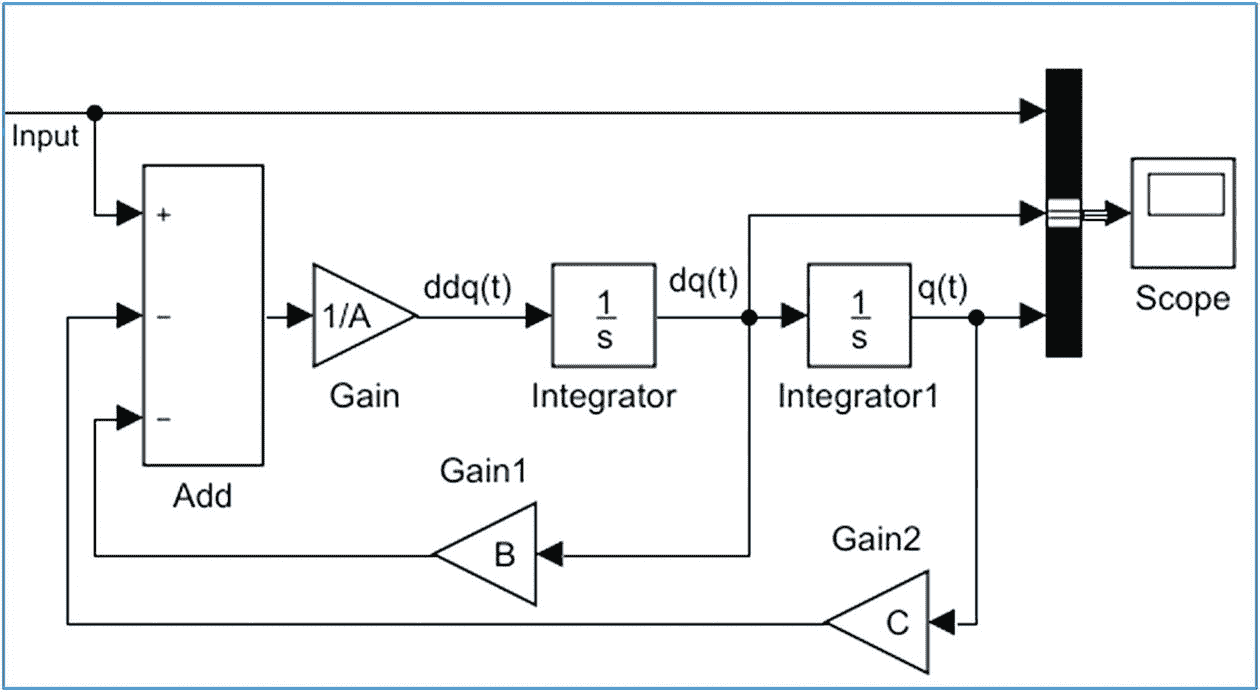 Input
+
−
−
Add
1/A
Gain
ddq(t)
1
s
Integrator
dq(t)
1
s
Integrator1
q(t)
Scope
Gain1
B
Gain2
C